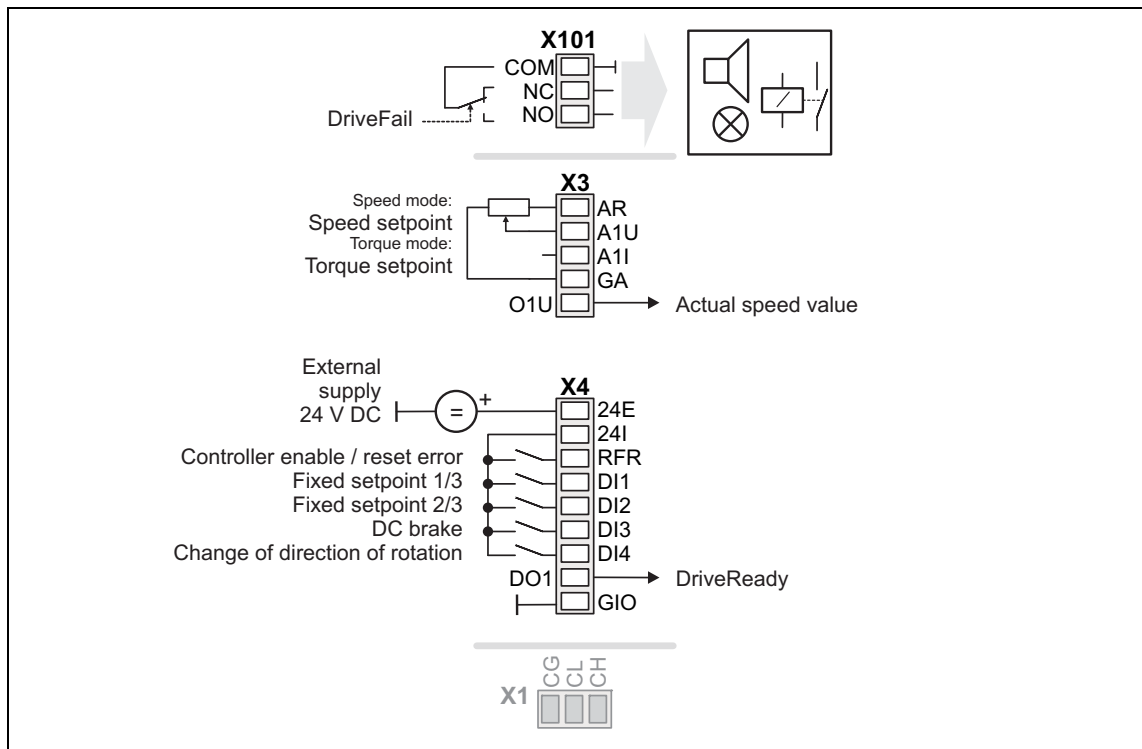 X101
COM
NC
NO
DriveFail
X3
Speed mode:
Speed setpoint
Torque mode:
Torque setpoint
AR
A1U
A1I
GA
O1U
Actual speed value
External
supply
24 V DC
=
+
X4
24E
24I
Controller enable / reset error
RFR
Fixed setpoint 1/3
DI1
Fixed setpoint 2/3
DI2
DC brake
DI3
Change of direction of rotation
DI4
DO1
DriveReady
GIO
X1
CG
CL
CH